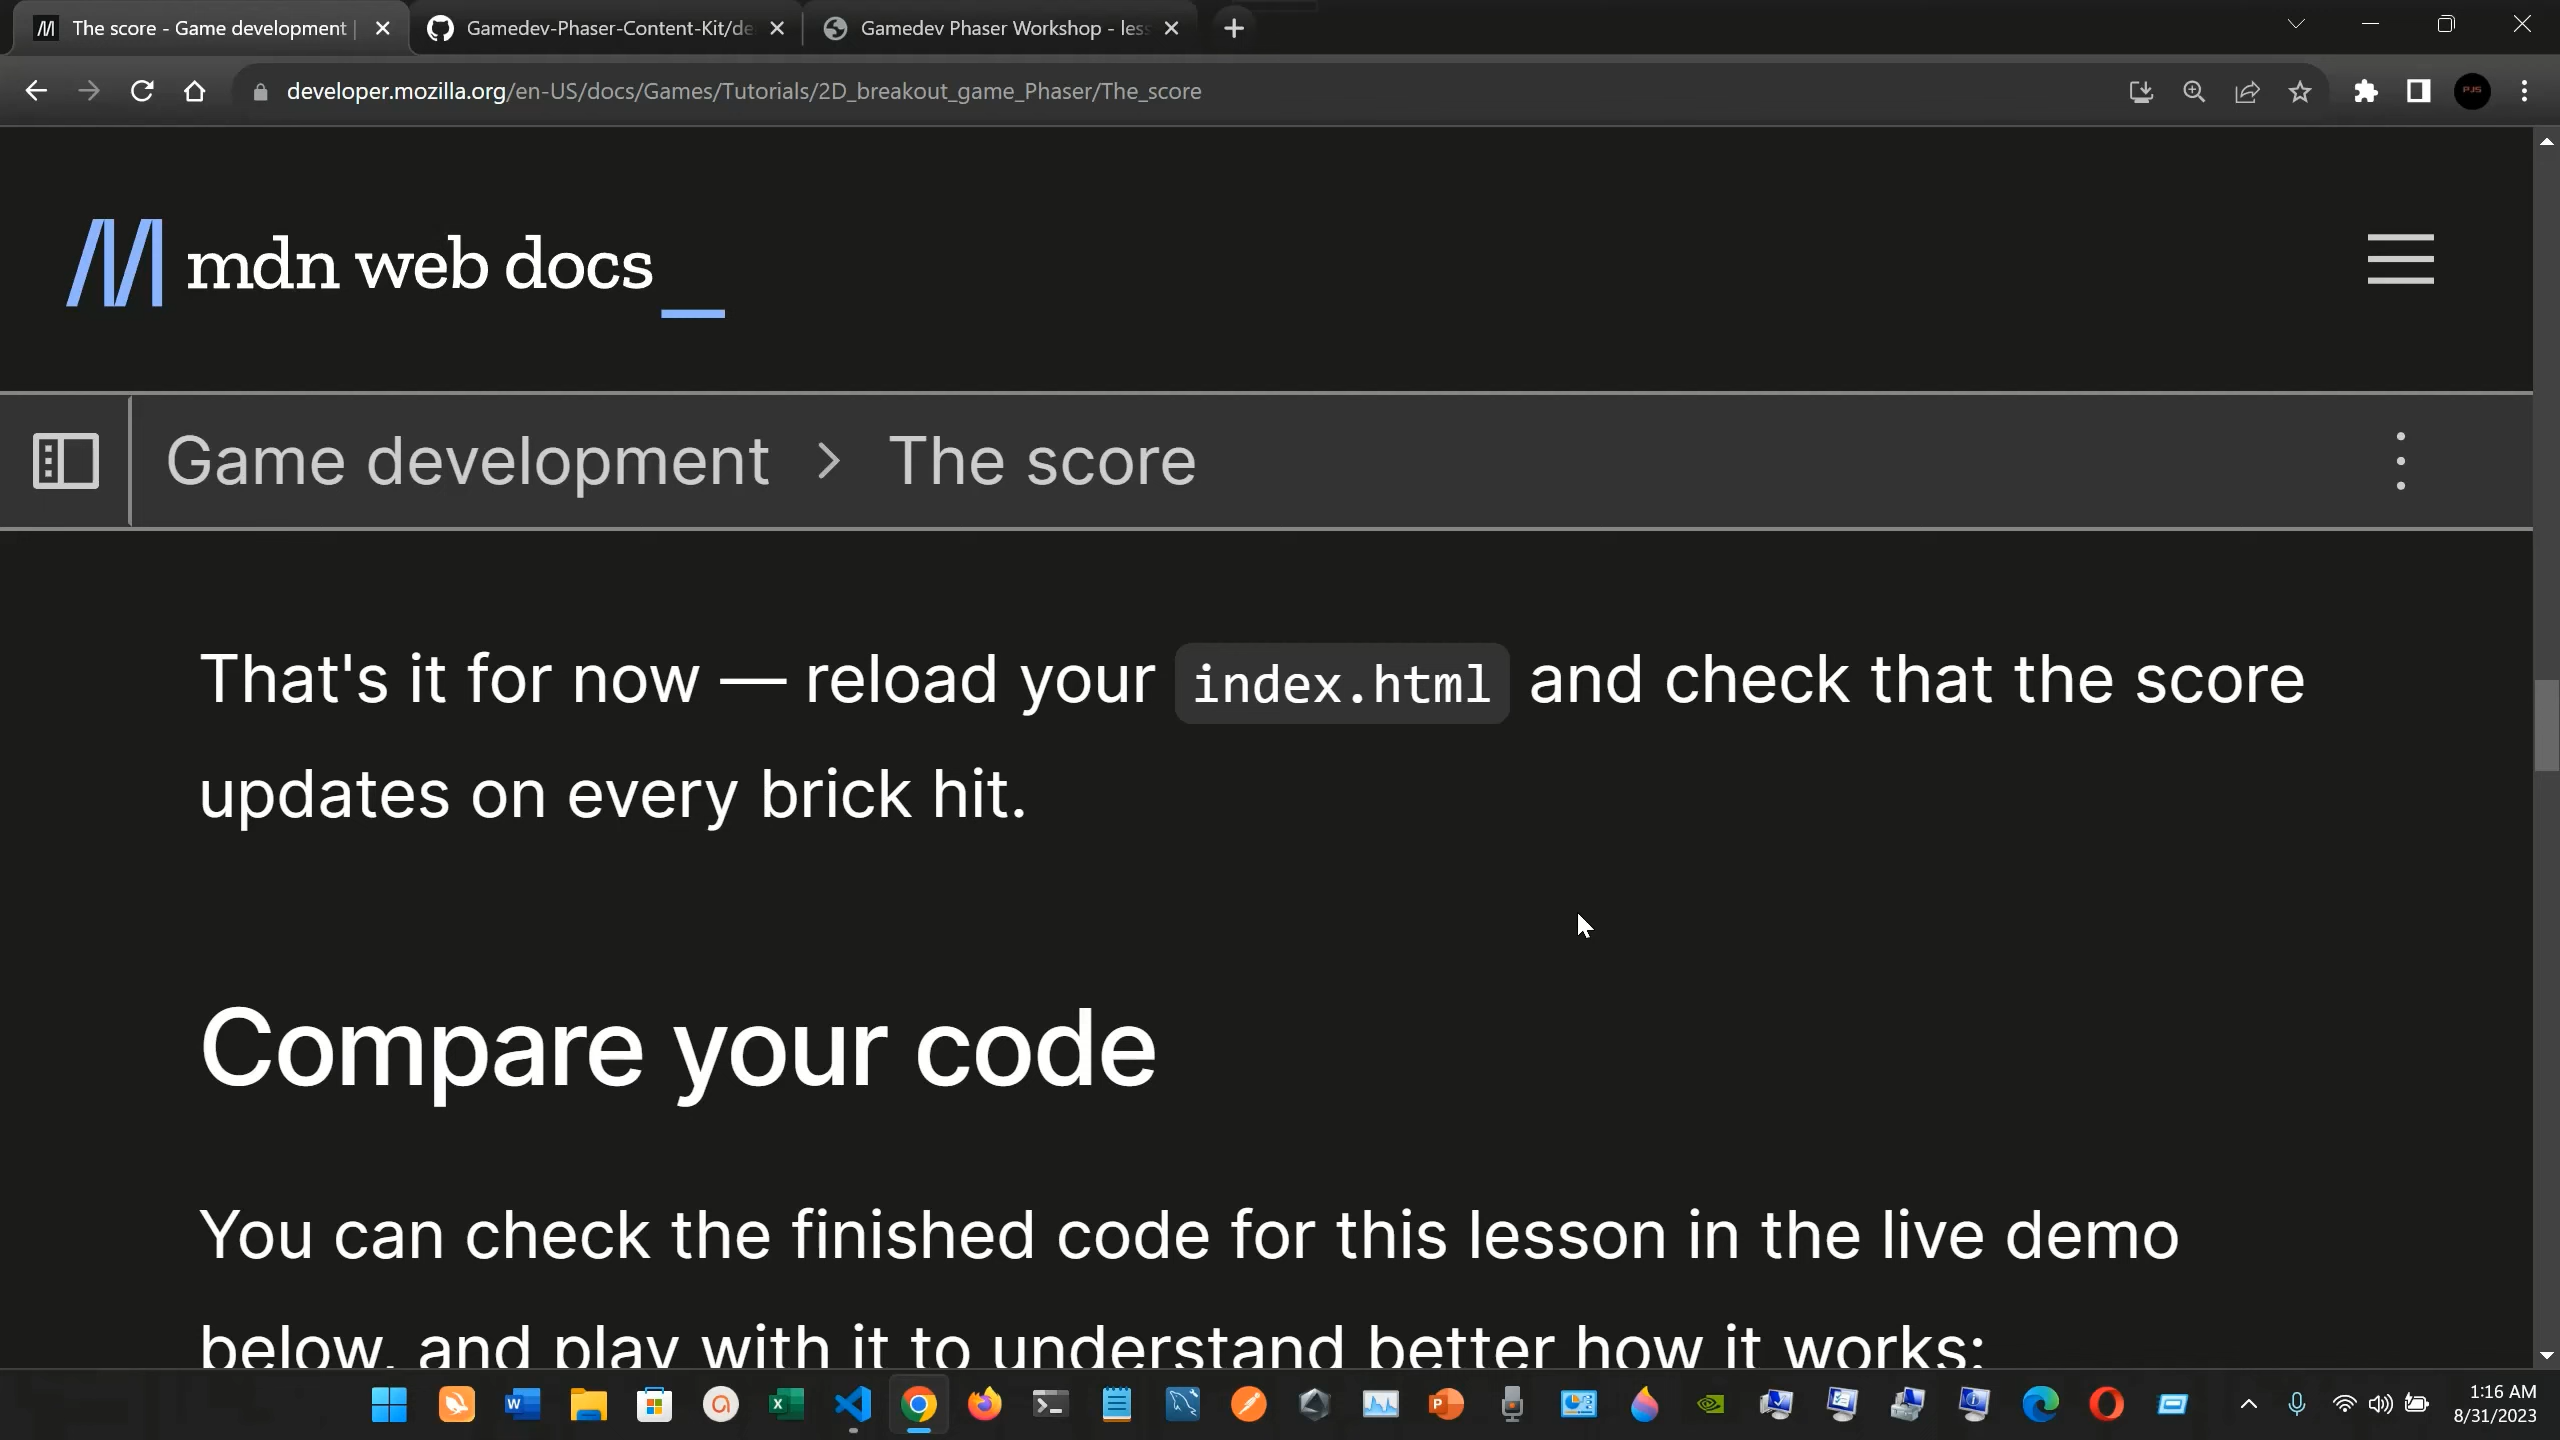 The score - Game development |
Gamedev-Phaser-Content-Kit/de
Gamedev Phaser Workshop - les
developer.mozilla.org/en-US/docs/Games/Tutorials/2D_breakout_game_Phaser/The_score
PJS
mdn web docs_
Game development > The score
That's it for now — reload your index.html and check that the score
updates on every brick hit.
Compare your code
You can check the finished code for this lesson in the live demo
below, and play with it to understand better how it works:
1:16 AM
8/31/2023